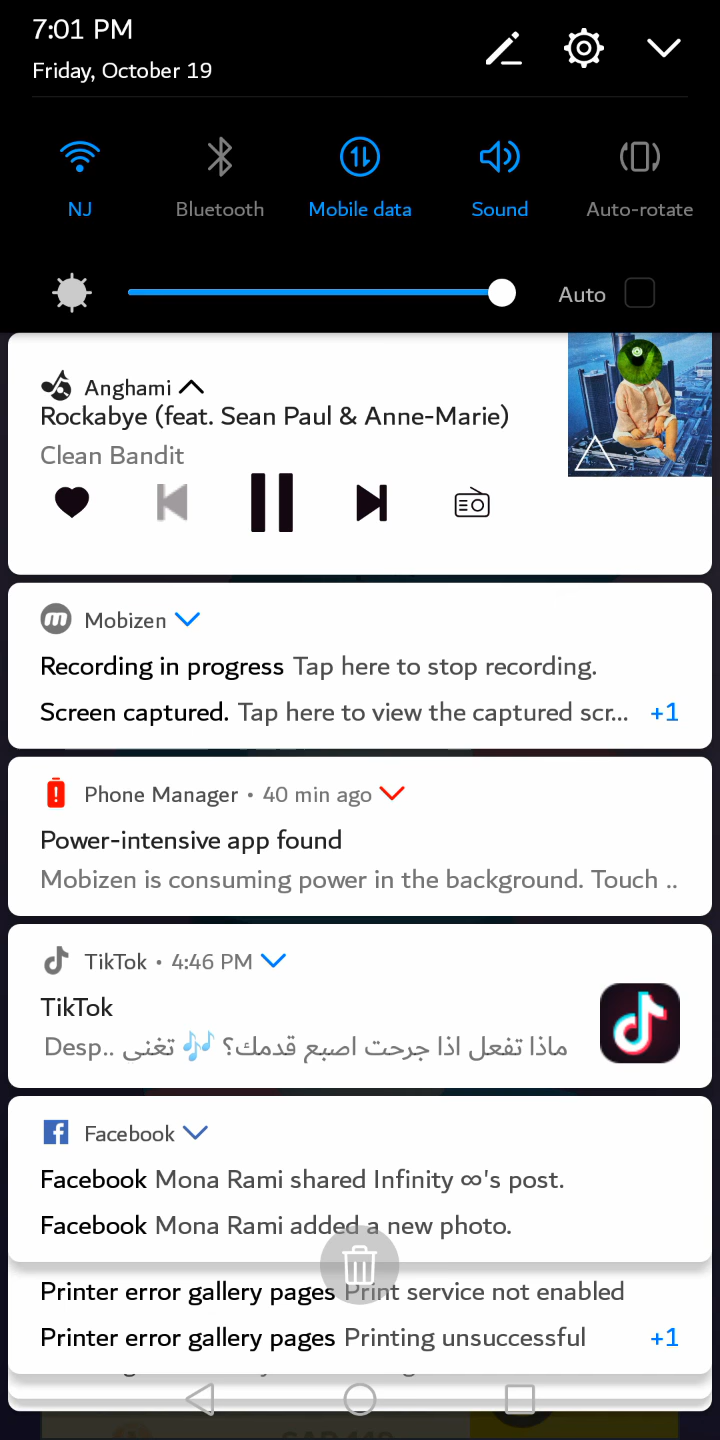 7:01 PM
Friday, October 19
NJ
Bluetooth
Mobile data
Sound
Auto-rotate
Auto
Anghami
Rockabye (feat. Sean Paul & Anne-Marie)
Clean Bandit
Mobizen
Recording in progress Tap here to stop recording.
Screen captured. Tap here to view the captured scr... +1
Phone Manager • 40 min ago
Power-intensive app found
Mobizen is consuming power in the background. Touch ..
TikTok • 4:46 PM
TikTok
ماذا تفعل اذا جرحت اصبع قدمك؟ 🎶 تغنى Desp..
Facebook
Facebook Mona Rami shared Infinity ∞'s post.
Facebook Mona Rami added a new photo.
Printer error gallery pages Print service not enabled
Printer error gallery pages Printing unsuccessful +1